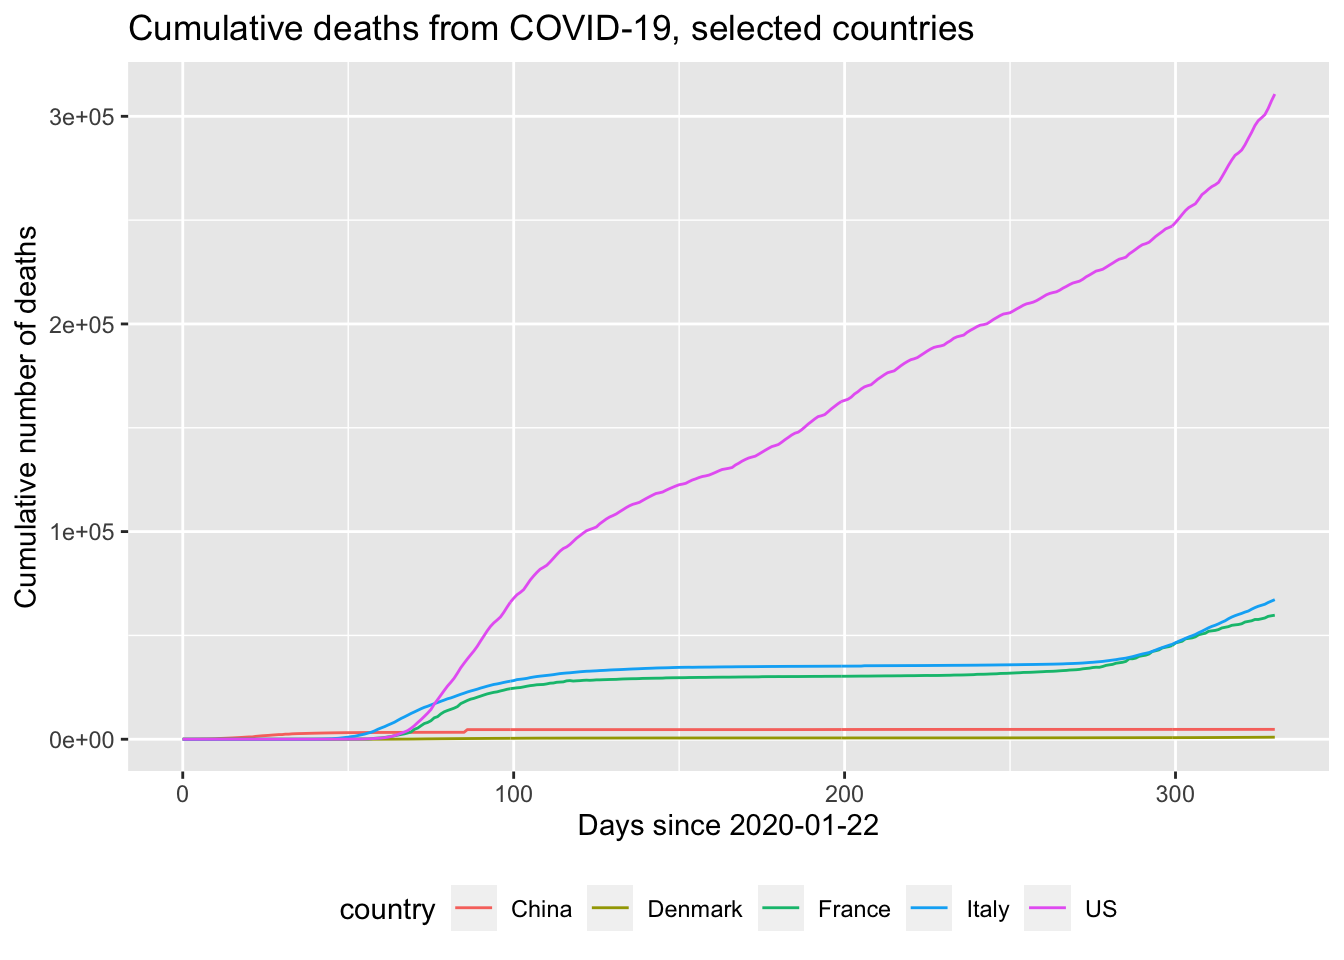 Cumulative deaths from COVID-19, selected countries
Cumulative number of deaths
3e+05
2e+05
1e+05
0e+00
0 100 200 300
Days since 2020-01-22
country China Denmark France Italy US